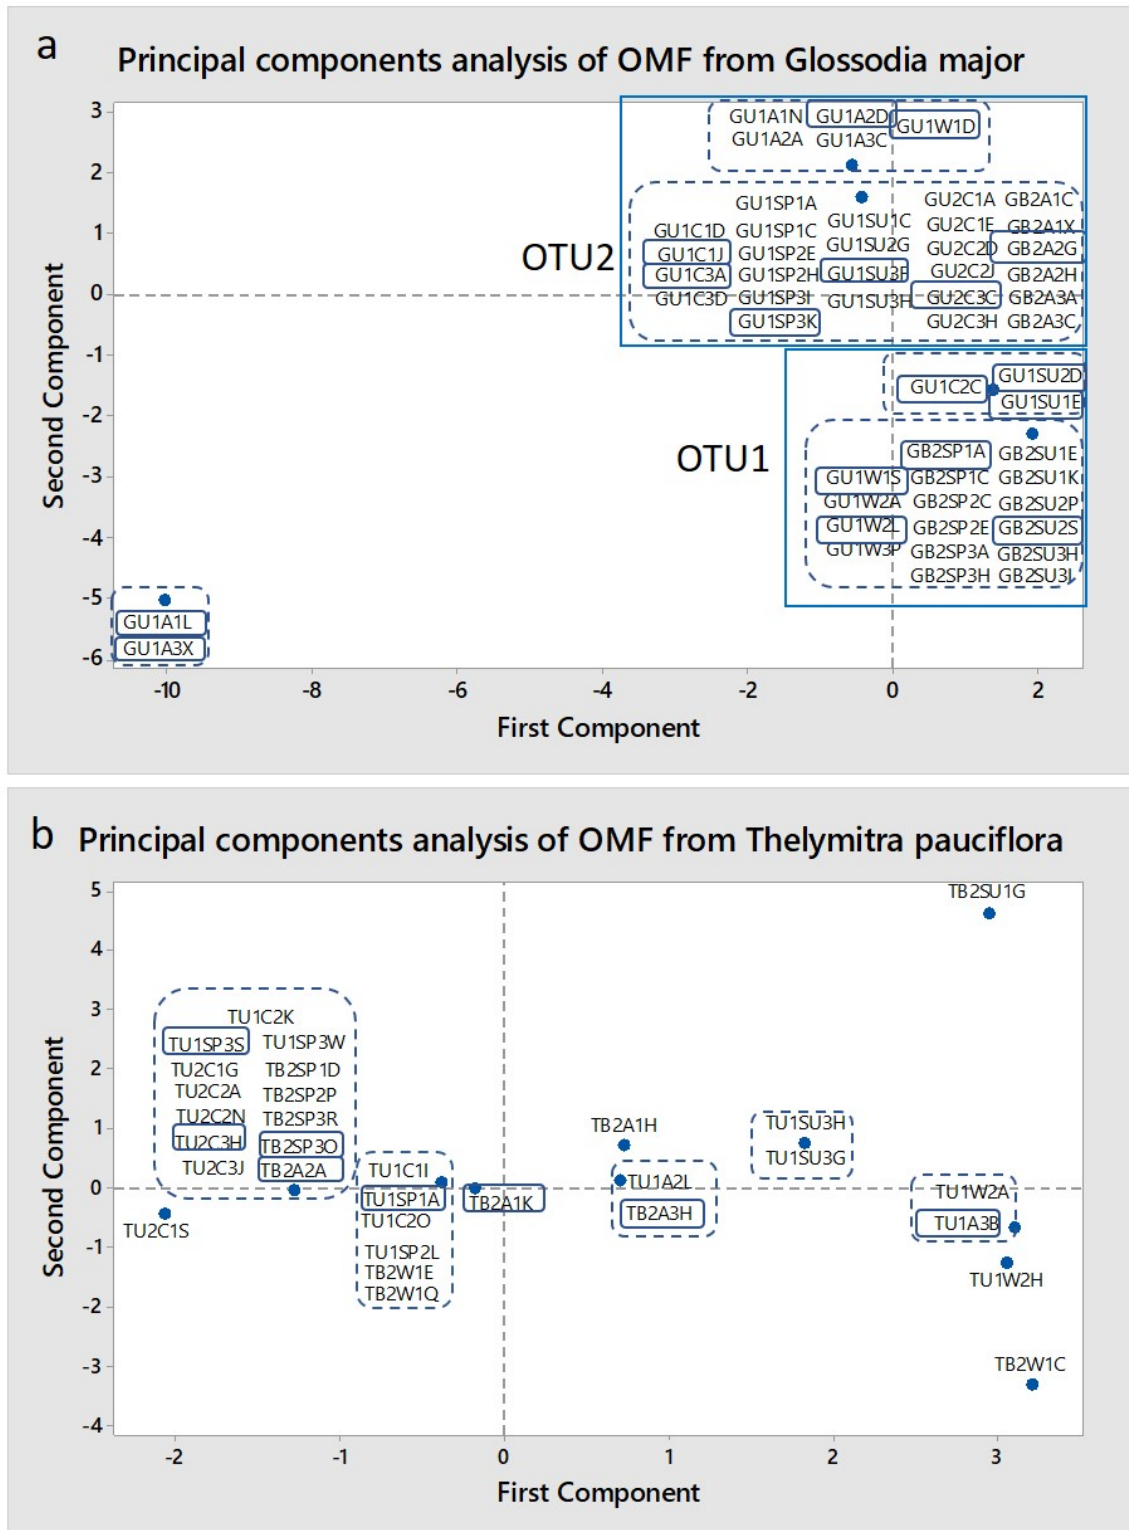 a
Principal components analysis of OMF from Glossodia major
3
2
1
0
-1
-2
-3
-4
-5
-6
Second Component
GU1A1N GU1A2D GU1W1D
GU1A2A GU1A3C
OTU2
GU1SP1A GU2C1A GB2A1C
GU1C1D GU1SP1C GU1SU1C GU2C1E GB2A1X
GU1C1J GU1SP2E GU1SU2G GU2C2D GB2A2G
GU1C3A GU1SP2H GU1SU3F GU2C2J GB2A2H
GU1C3D GU1SP3I GU1SU3H GU2C3C GB2A3A
GU1SP3K GU2C3H GB2A3C
GU1C2C GU1SU2D
GU1SU1E
OTU1
GB2SP1A GB2SU1E
GU1W1S GB2SP1C GB2SU1K
GU1W2A GB2SP2C GB2SU2P
GU1W2L GB2SP2E GB2SU2S
GU1W3P GB2SP3A GB2SU3H
GB2SP3H GB2SU3L
GU1A1L
GU1A3X
-10 -8 -6 -4 -2 0 2
First Component
b
Principal components analysis of OMF from Thelymitra pauciflora
5
4
3
2
1
0
-1
-2
-3
-4
Second Component
TB2SU1G
TU1C2K
TU1SP3S TU1SP3W
TU2C1G TB2SP1D
TU2C2A TB2SP2P
TU2C2N TB2SP3R
TU2C3H TB2SP3O
TU2C3J TB2A2A
TU2C1S
TU1C1I
TU1SP1A
TU1C2O
TU1SP2L
TB2W1E
TB2W1Q
TB2A1K
TB2A1H
TU1A2L
TB2A3H
TU1SU3H
TU1SU3G
TU1W2A
TU1A3B
TU1W2H
TB2W1C
-2 -1 0 1 2 3
First Component